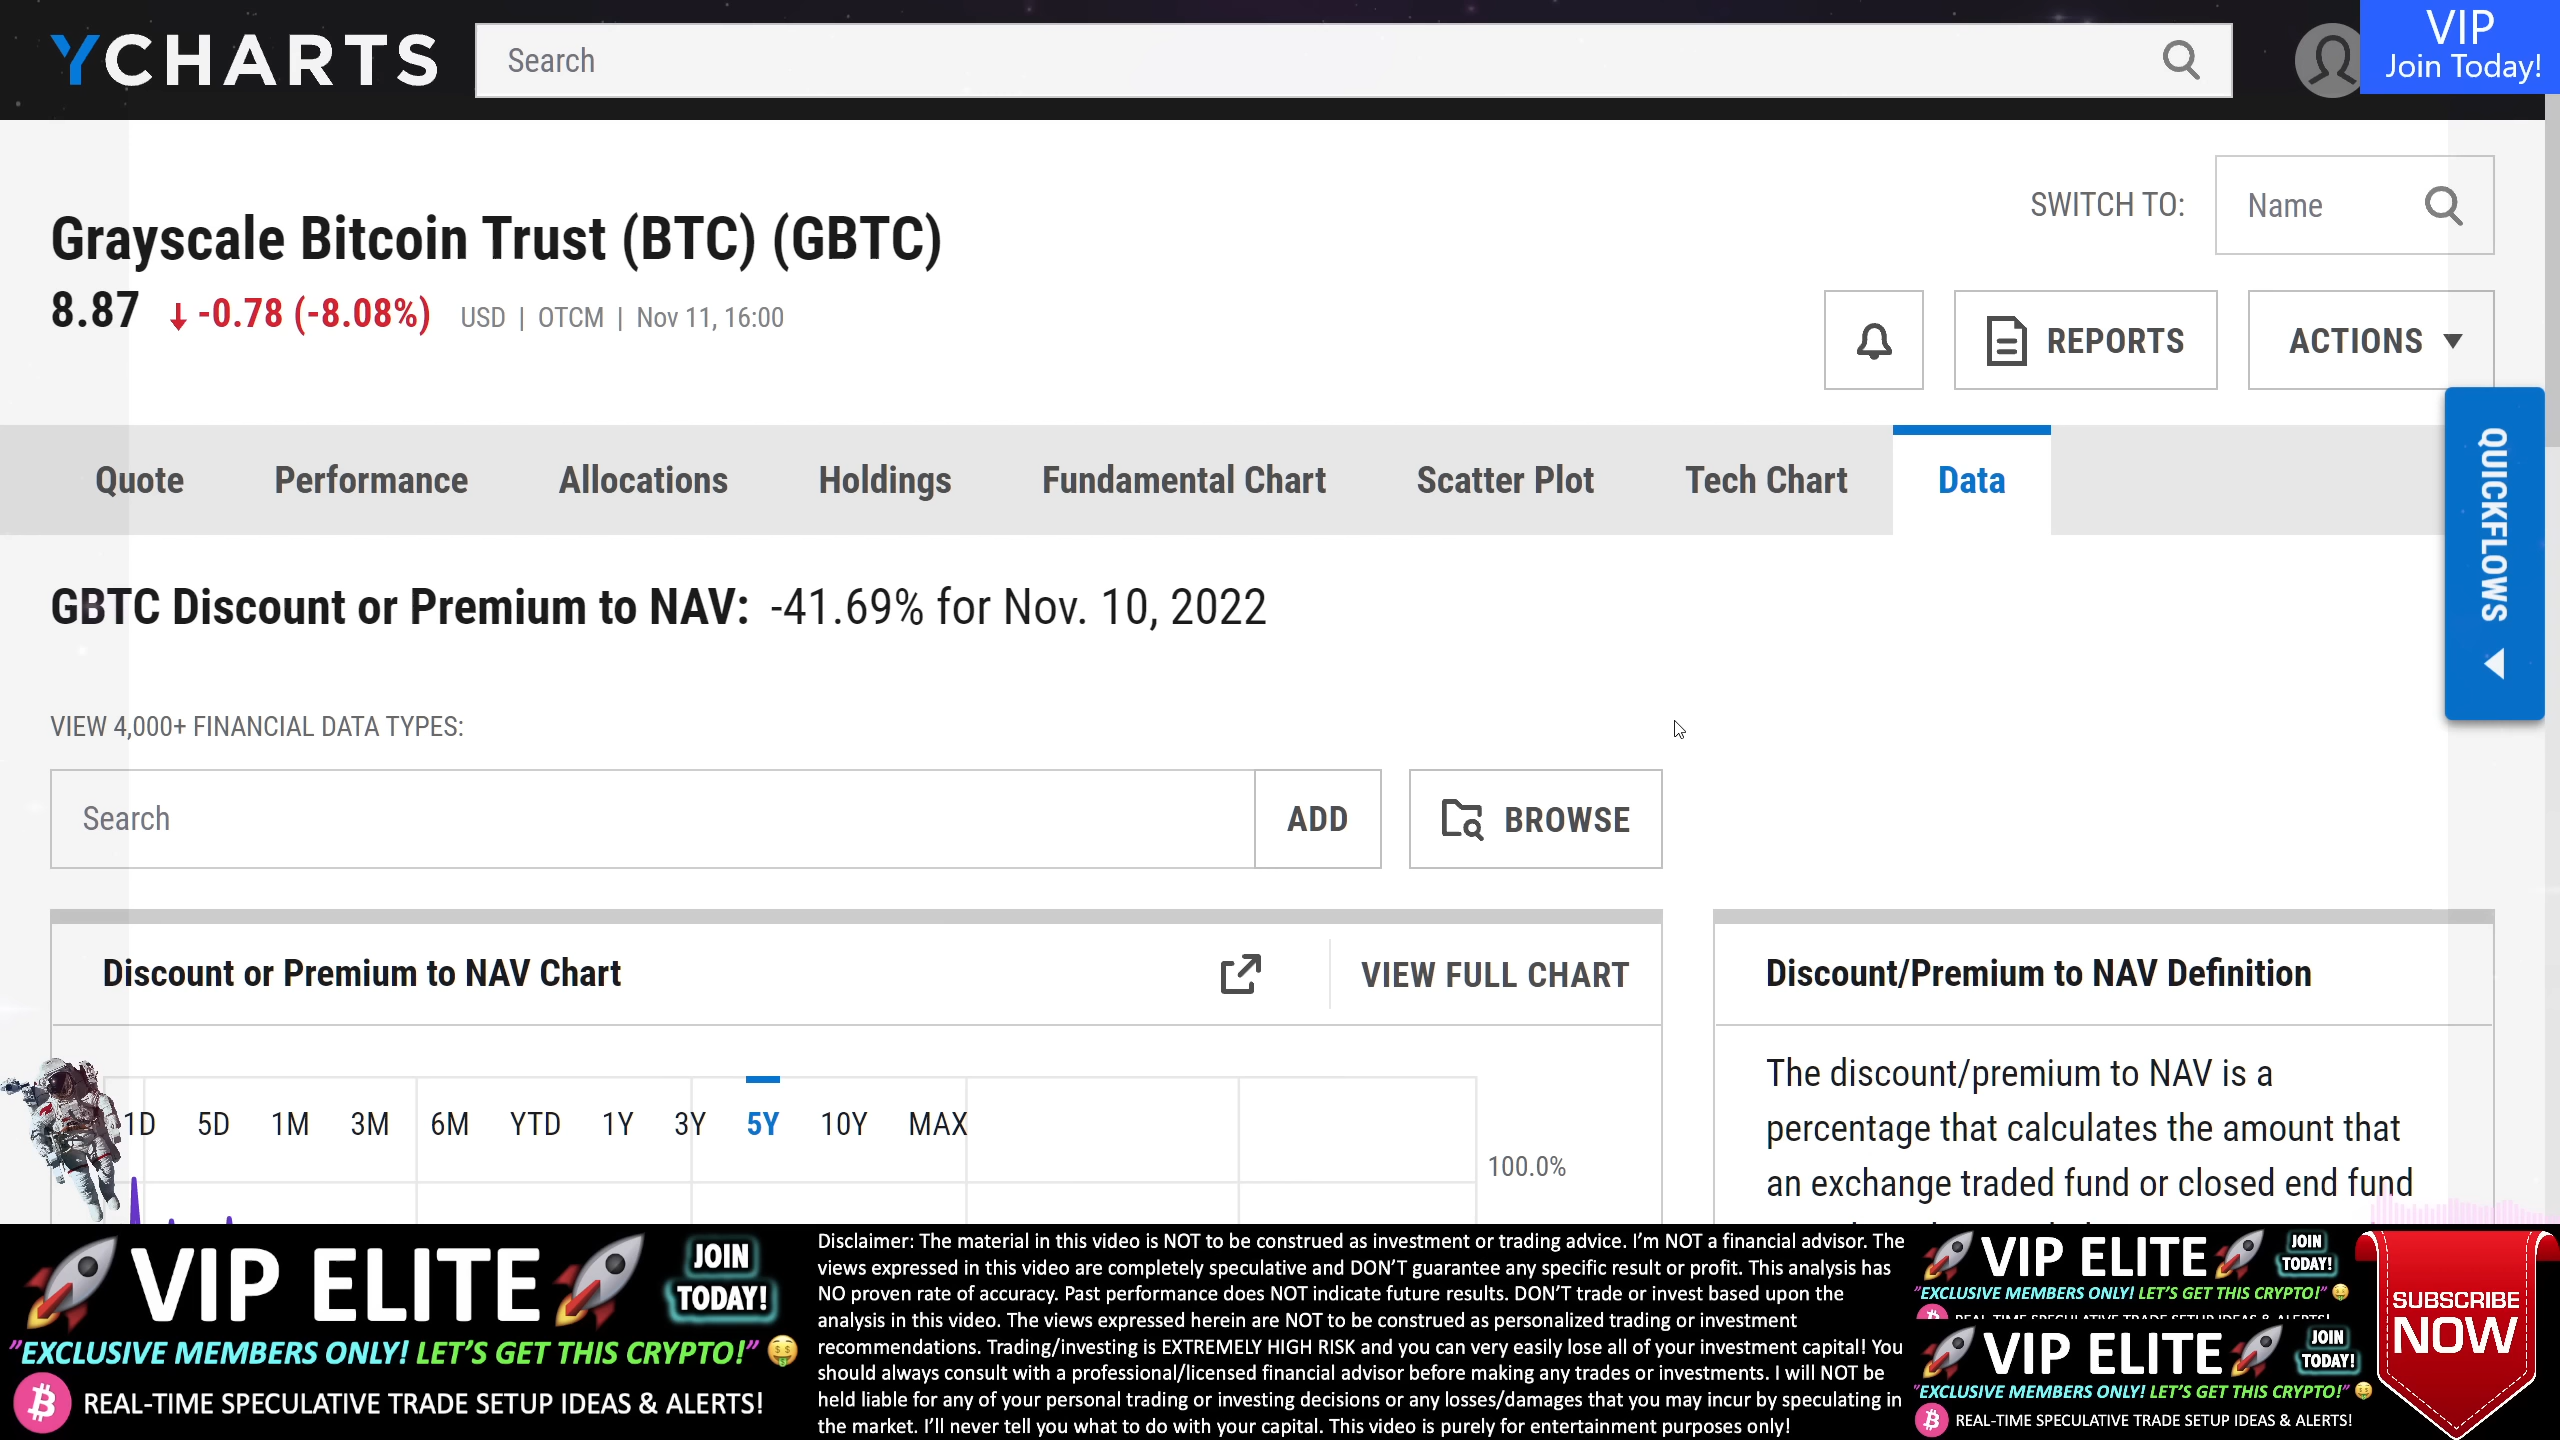 YCHARTS
Search
VIP
Join Today!
Grayscale Bitcoin Trust (BTC) (GBTC)
8.87 ↓ -0.78 (-8.08%) USD | OTCM | Nov 11, 16:00
SWITCH TO:
Name
REPORTS
ACTIONS
Quote Performance Allocations Holdings Fundamental Chart Scatter Plot Tech Chart Data
QUICKFLOWS
GBTC Discount or Premium to NAV: -41.69% for Nov. 10, 2022
VIEW 4,000+ FINANCIAL DATA TYPES:
Search
ADD
BROWSE
Discount or Premium to NAV Chart
VIEW FULL CHART
1D 5D 1M 3M 6M YTD 1Y 3Y 5Y 10Y MAX
100.0%
Discount/Premium to NAV Definition
The discount/premium to NAV is a
percentage that calculates the amount that
an exchange traded fund or closed end fund
VIP ELITE
JOIN
TODAY!
"EXCLUSIVE MEMBERS ONLY! LET'S GET THIS CRYPTO!"
REAL-TIME SPECULATIVE TRADE SETUP IDEAS & ALERTS!
Disclaimer: The material in this video is NOT to be construed as investment or trading advice. I'm NOT a financial advisor. The
views expressed in this video are completely speculative and DON'T guarantee any specific result or profit. This analysis has
NO proven rate of accuracy. Past performance does NOT indicate future results. DON'T trade or invest based upon the
analysis in this video. The views expressed herein are NOT to be construed as personalized trading or investment
recommendations. Trading/investing is EXTREMELY HIGH RISK and you can very easily lose all of your investment capital! You
should always consult with a professional/licensed financial advisor before making any trades or investments. I will NOT be
held liable for any of your personal trading or investing decisions or any losses/damages that you may incur by speculating in
the market. I'll never tell you what to do with your capital. This video is purely for entertainment purposes only!
VIP ELITE
JOIN
TODAY!
"EXCLUSIVE MEMBERS ONLY! LET'S GET THIS CRYPTO!"
VIP ELITE
JOIN
TODAY!
"EXCLUSIVE MEMBERS ONLY! LET'S GET THIS CRYPTO!"
REAL-TIME SPECULATIVE TRADE SETUP IDEAS & ALERTS!
SUBSCRIBE
NOW